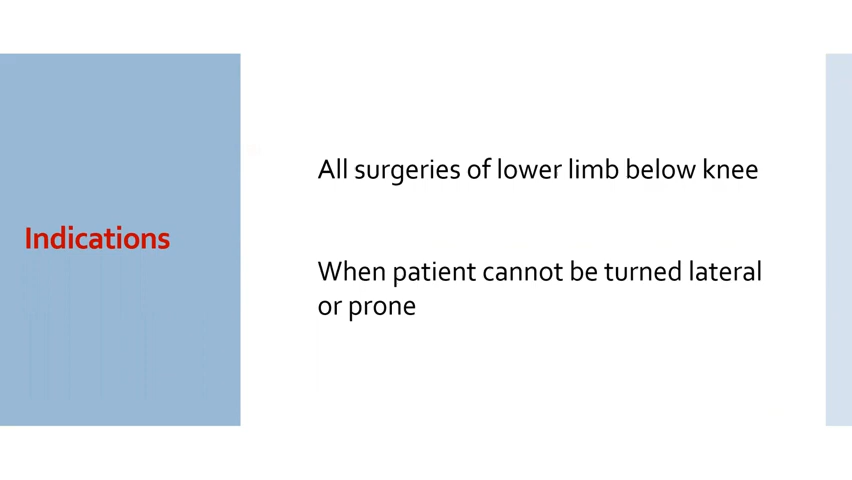 Indications
All surgeries of lower limb below knee
When patient cannot be turned lateral
or prone